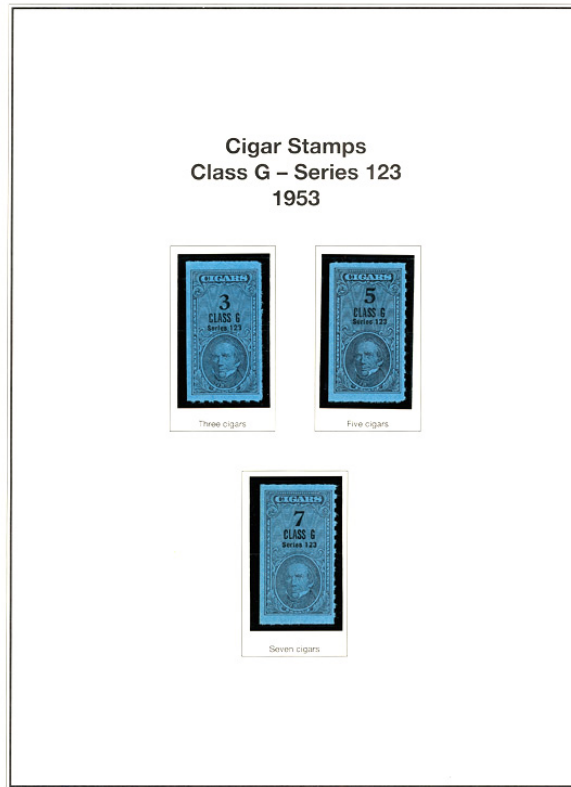 Cigar Stamps
Class G – Series 123
1953
CIGARS
3
CLASS G
Series 123
Three cigars
CIGARS
5
CLASS G
Series 123
Five cigars
CIGARS
7
CLASS G
Series 123
Seven cigars